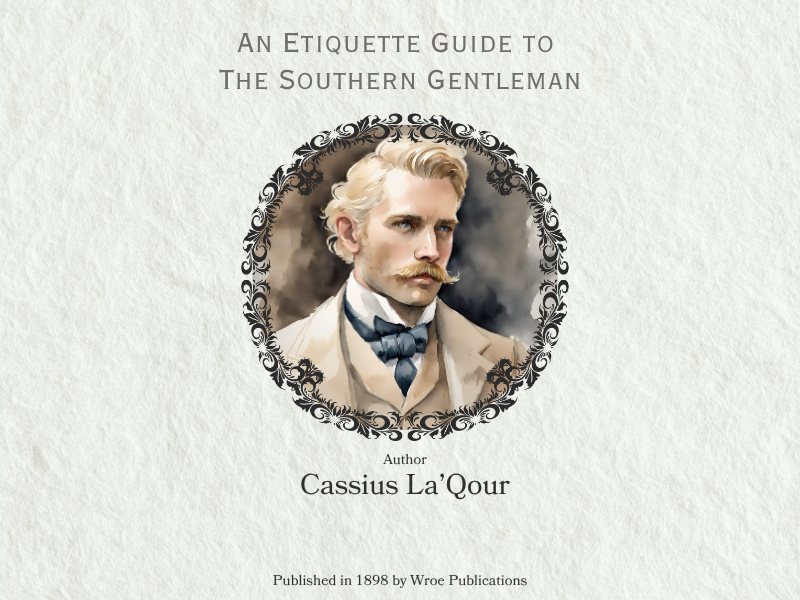 An Etiquette Guide to
The Southern Gentleman
Author
Cassius La’Qour
Published in 1898 by Wroe Publications